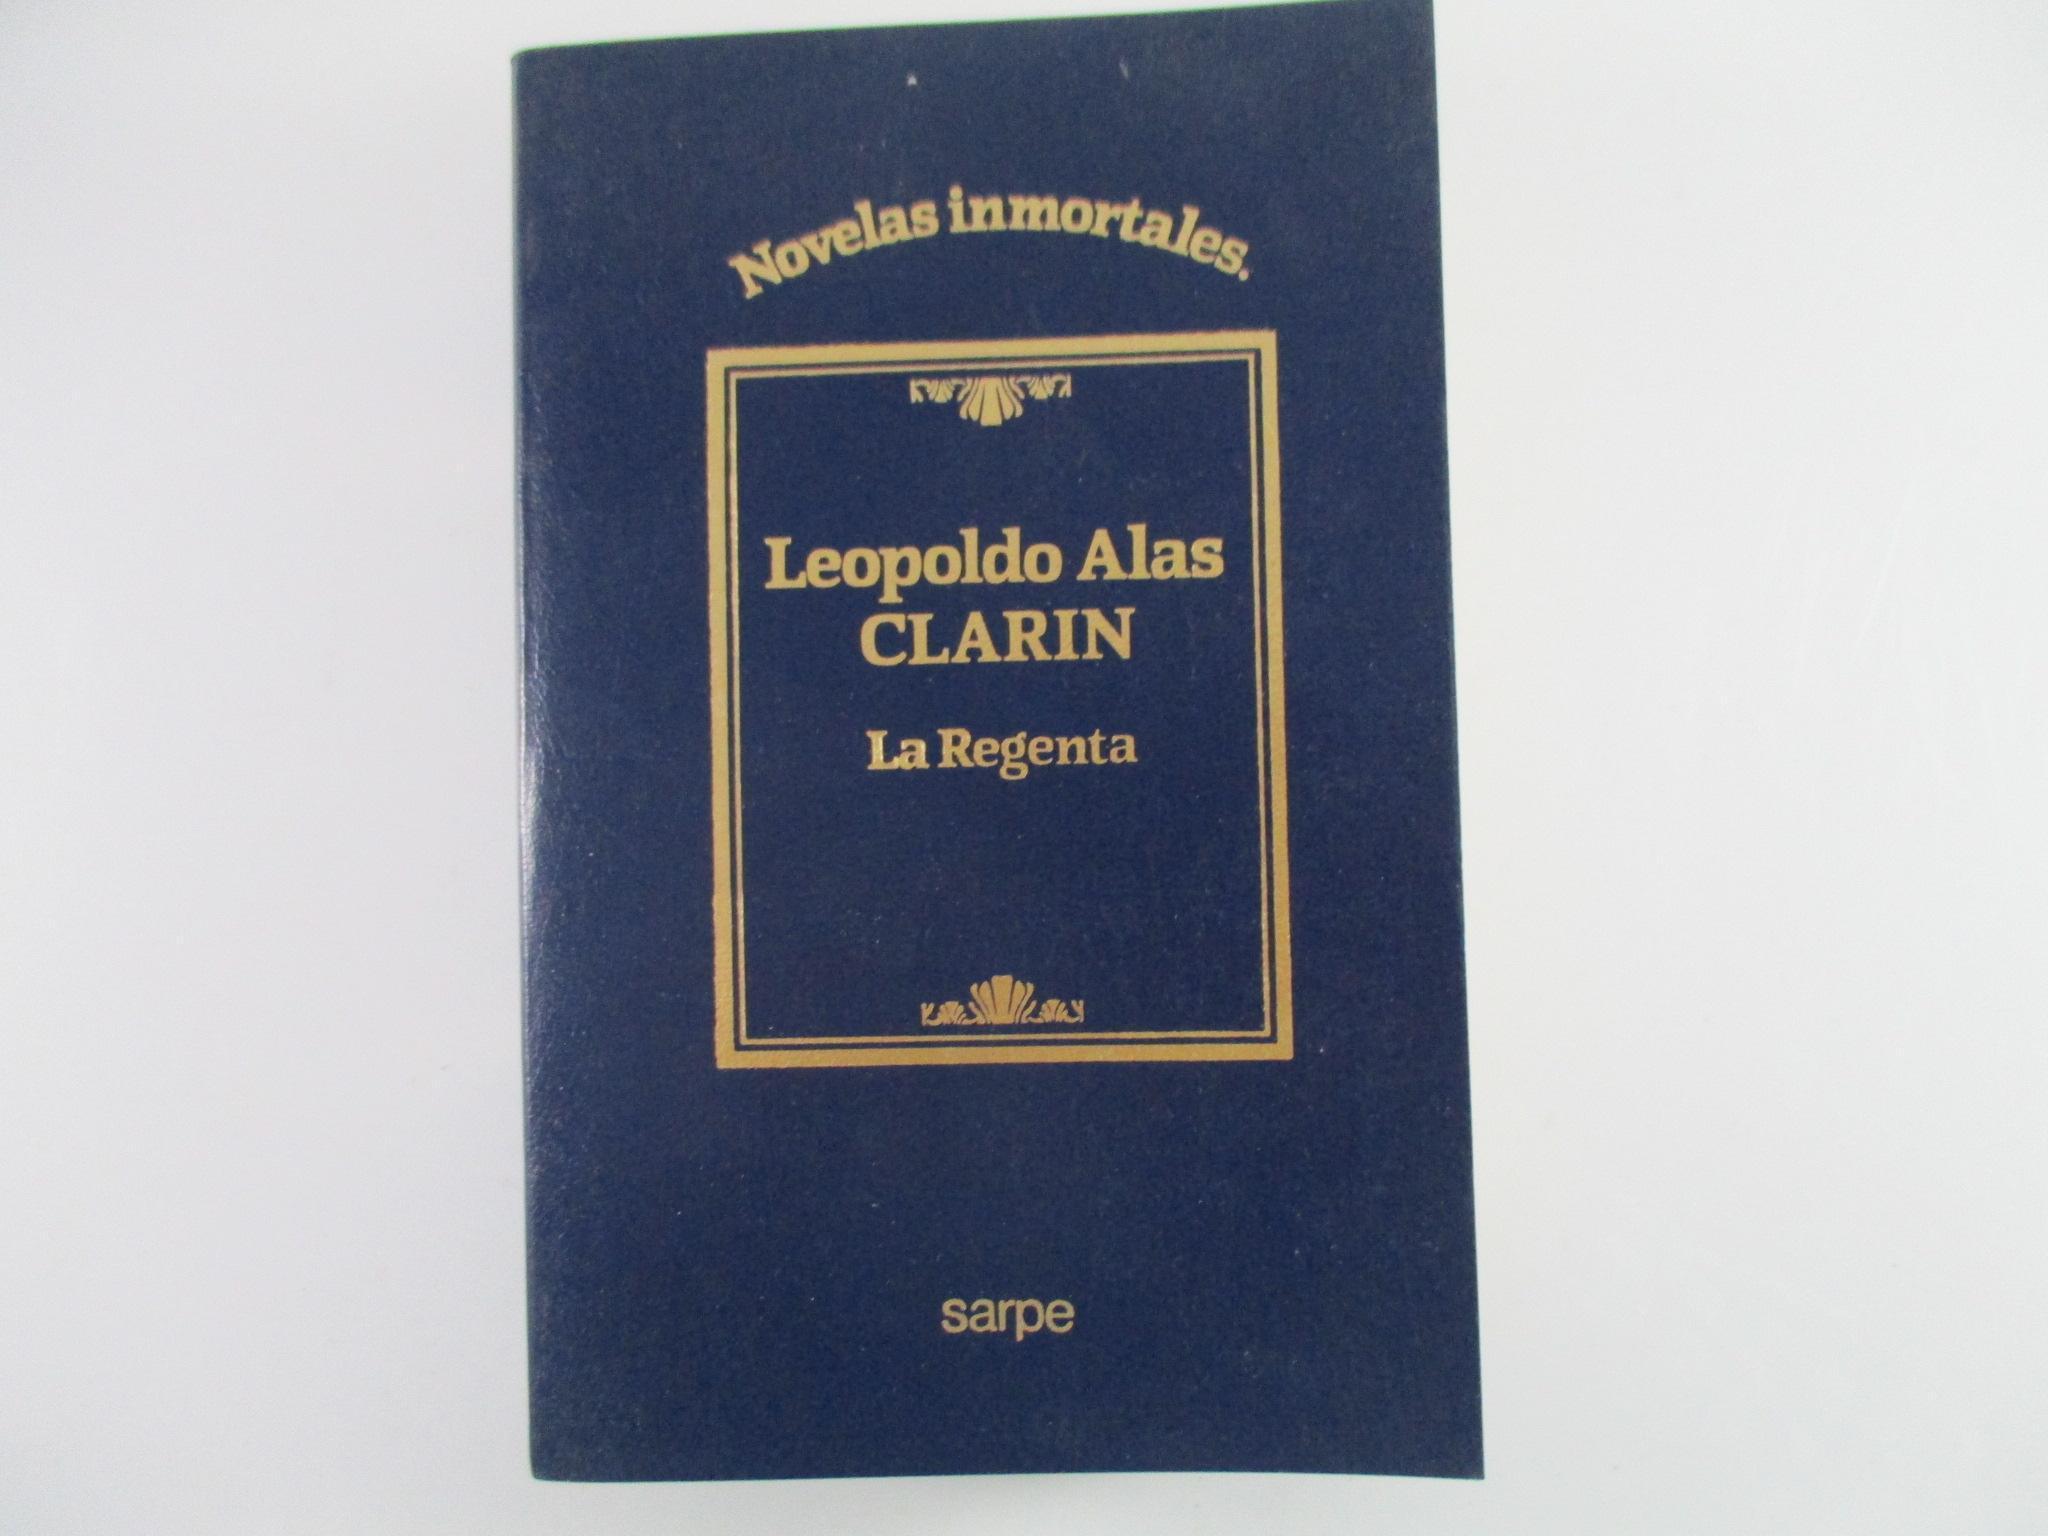 Novelas inmortales.
Leopoldo Alas
CLARIN
La Regenta
sarpe